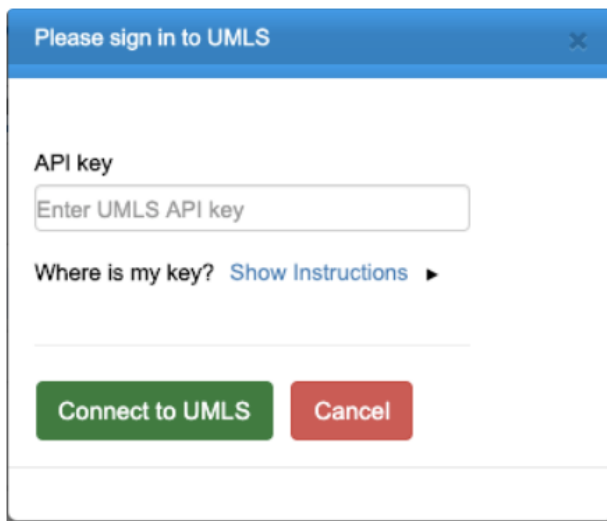 Please sign in to UMLS ×
API key
Enter UMLS API key
Where is my key? Show Instructions ►
Connect to UMLS Cancel